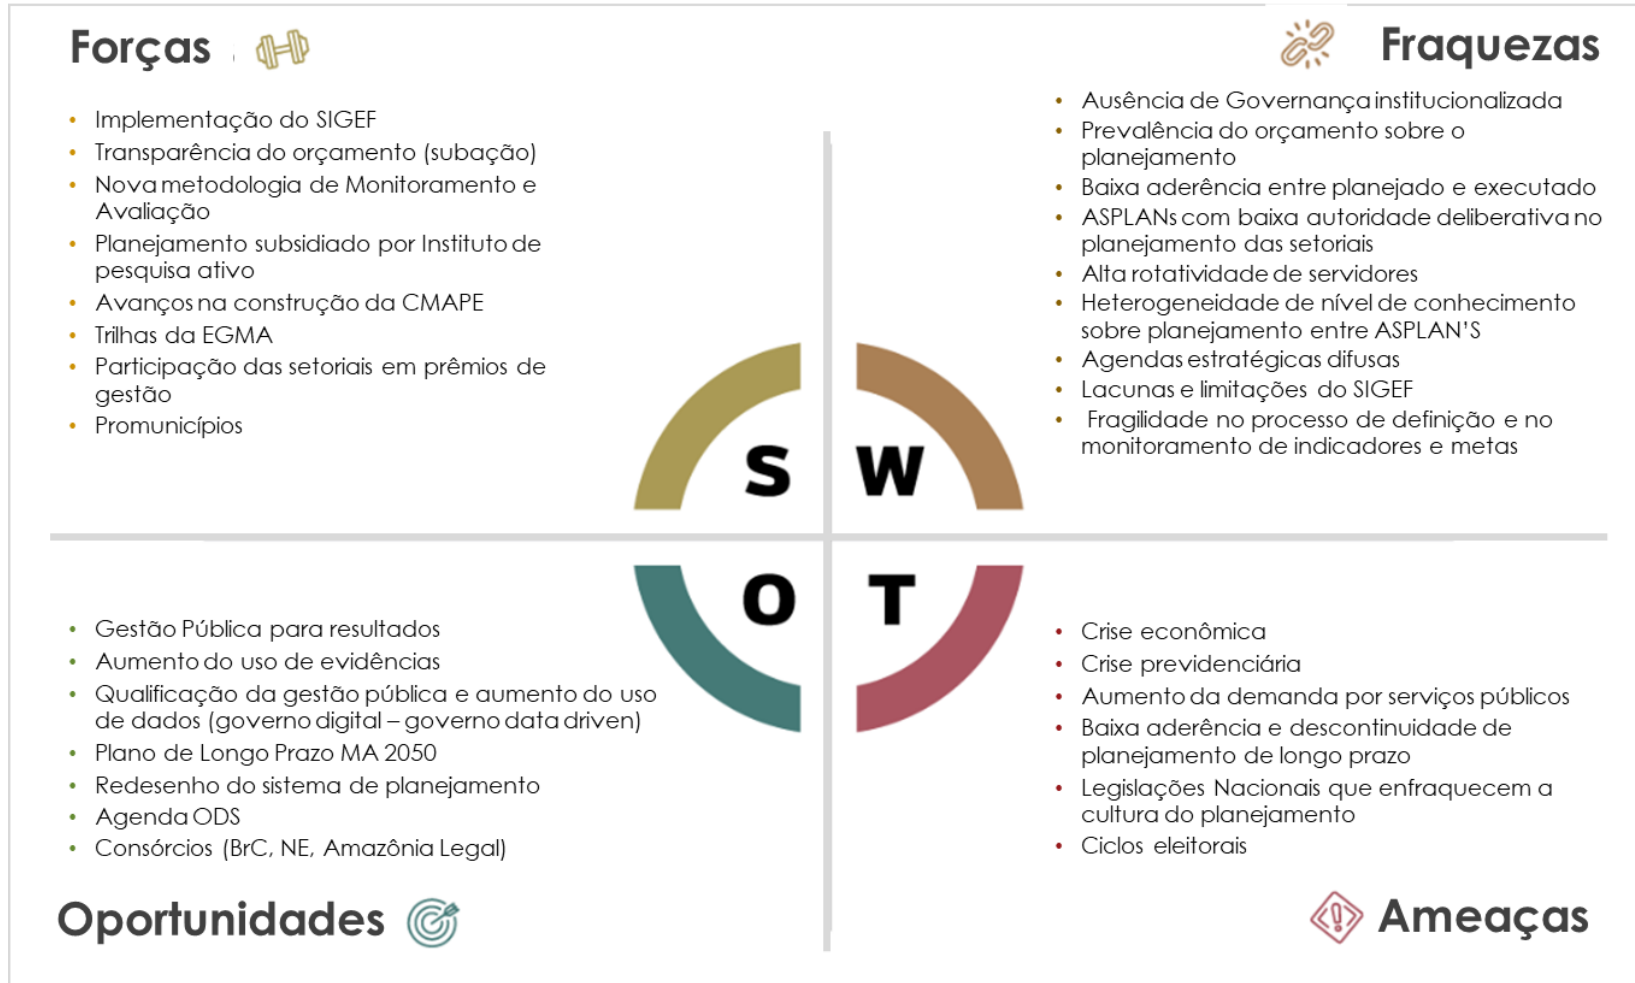 Forças
• Implementação do SIGEF
• Transparência do orçamento (subação)
• Nova metodologia de Monitoramento e
Avaliação
• Planejamento subsidiado por Instituto de
pesquisa ativo
• Avanços na construção da CMAPE
• Trilhas da EGMA
• Participação das setoriais em prêmios de
gestão
• Promunicípios
Fraquezas
• Ausência de Governança institucionalizada
• Prevalência do orçamento sobre o
planejamento
• Baixa aderência entre planejado e executado
• ASPLANs com baixa autoridade deliberativa no
planejamento das setoriais
• Alta rotatividade de servidores
• Heterogeneidade de nível de conhecimento
sobre planejamento entre ASPLAN'S
• Agendas estratégicas difusas
• Lacunas e limitações do SIGEF
• Fragilidade no processo de definição e no
monitoramento de indicadores e metas
S W
O T
• Gestão Pública para resultados
• Aumento do uso de evidências
• Qualificação da gestão pública e aumento do uso
de dados (governo digital – governo data driven)
• Plano de Longo Prazo MA 2050
• Redesenho do sistema de planejamento
• Agenda ODS
• Consórcios (BrC, NE, Amazônia Legal)
Oportunidades
• Crise econômica
• Crise previdenciária
• Aumento da demanda por serviços públicos
• Baixa aderência e descontinuidade de
planejamento de longo prazo
• Legislações Nacionais que enfraquecem a
cultura do planejamento
• Ciclos eleitorais
Ameaças